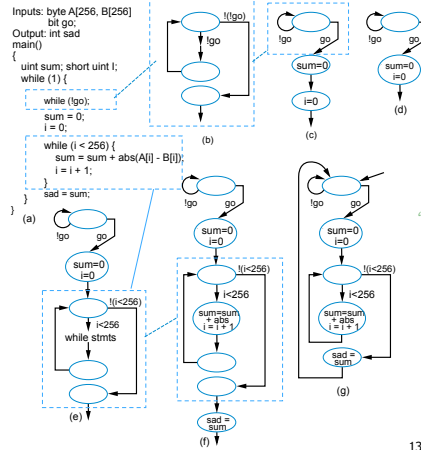 Inputs: byte A[256, B[256]
bit go;
Output: int sad
main()
{
uint sum; short uint I;
while (1) {
while (!go);
sum = 0;
i = 0;
while (i < 256) {
sum = sum + abs(A[i] - B[i]);
i = i + 1;
}
sad = sum;
}
}
(a)
!go
!(!go)
(b)
!go
go
sum=0
i=0
(c)
!go
go
sum=0
i=0
(d)
!go
go
sum=0
i=0
!(i<256)
i<256
while stmts
(e)
!go
go
sum=0
i=0
!(i<256)
i<256
sum=sum
+ abs
i = i + 1
sad =
sum
(f)
!go
go
sum=0
i=0
!(i<256)
i<256
sum=sum
+ abs
i = i + 1
sad =
sum
(g)
13